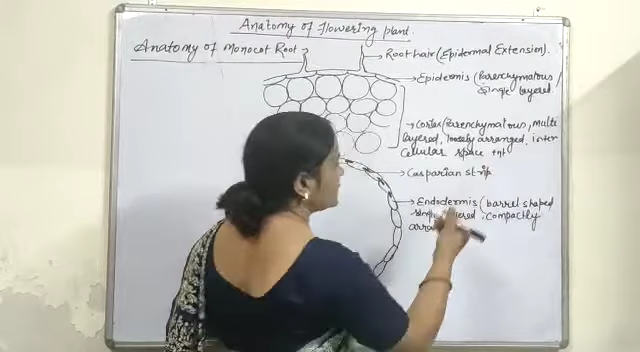 Anatomy of Flowering plant.
Anatomy of Monocot Root
Root hair (Epidermal Extension).
Epidermis (Parenchymatous,
single layered
Cortex (Parenchymatous, multi
layered, loosely arranged, inter
cellular space
Casparian strip
Endodermis (barrel shaped
compactly